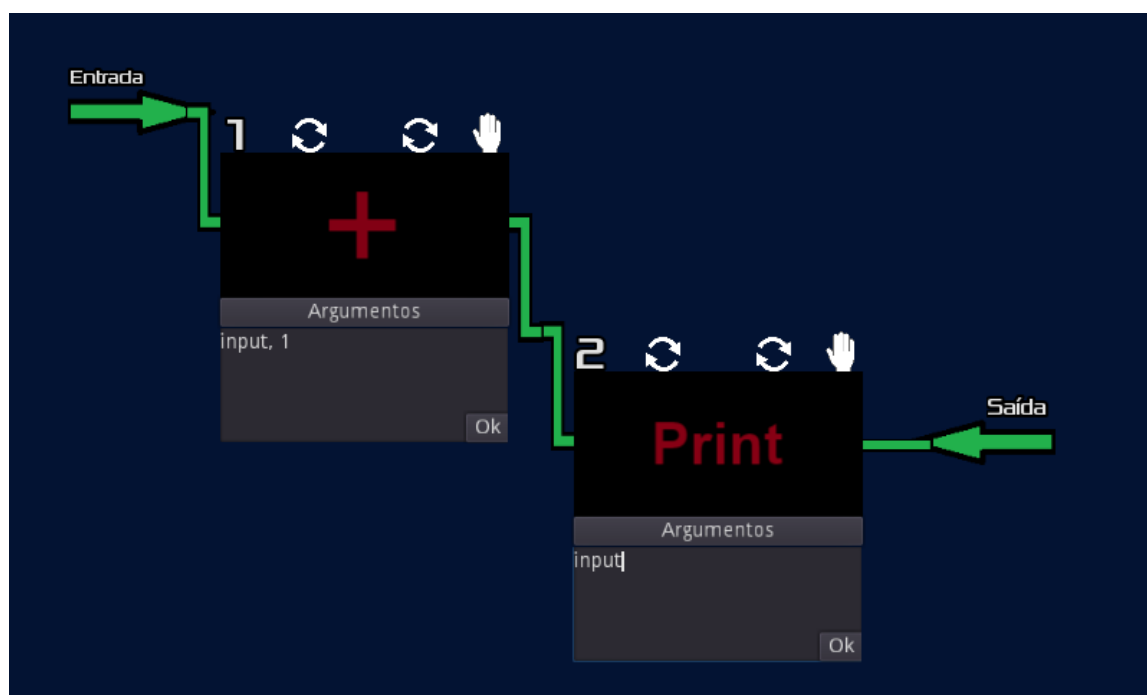 Entrada
1
+
Argumentos
input, 1
Ok
2
Print
Saída
Argumentos
input
Ok